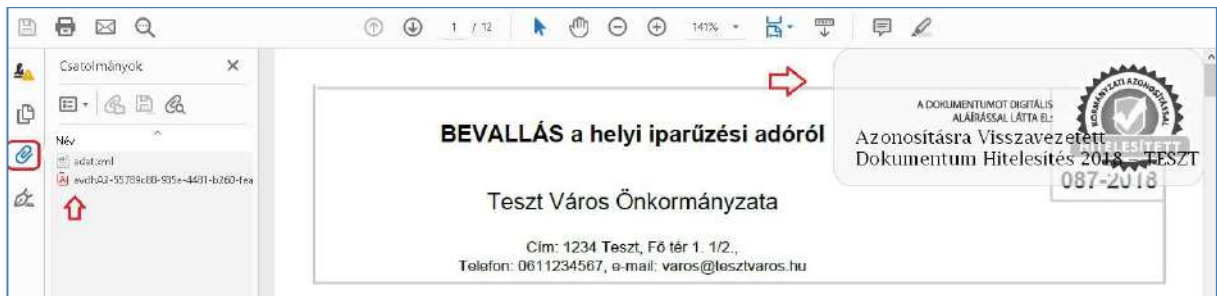 1 / 12
141%
Csatolmányok
Név
adat.xml
BEVALLÁS a helyi iparűzési adóról
Teszt Város Önkormányzata
Cím: 1234 Teszt, Fő tér 1. 1/2.,
Telefon: 0611234567, e-mail: varos@tesztvaros.hu
A DOKUMENTUMOT DIGITÁLIS
ALÁÍRÁSSAL LÁTTA EL:
Azonosításra Visszavezetett
Dokumentum Hitelesítés 2018 - TESZT
KORMÁNYZATI AZONOSÍTÁSSAL
HITELESÍTETT
087-2018